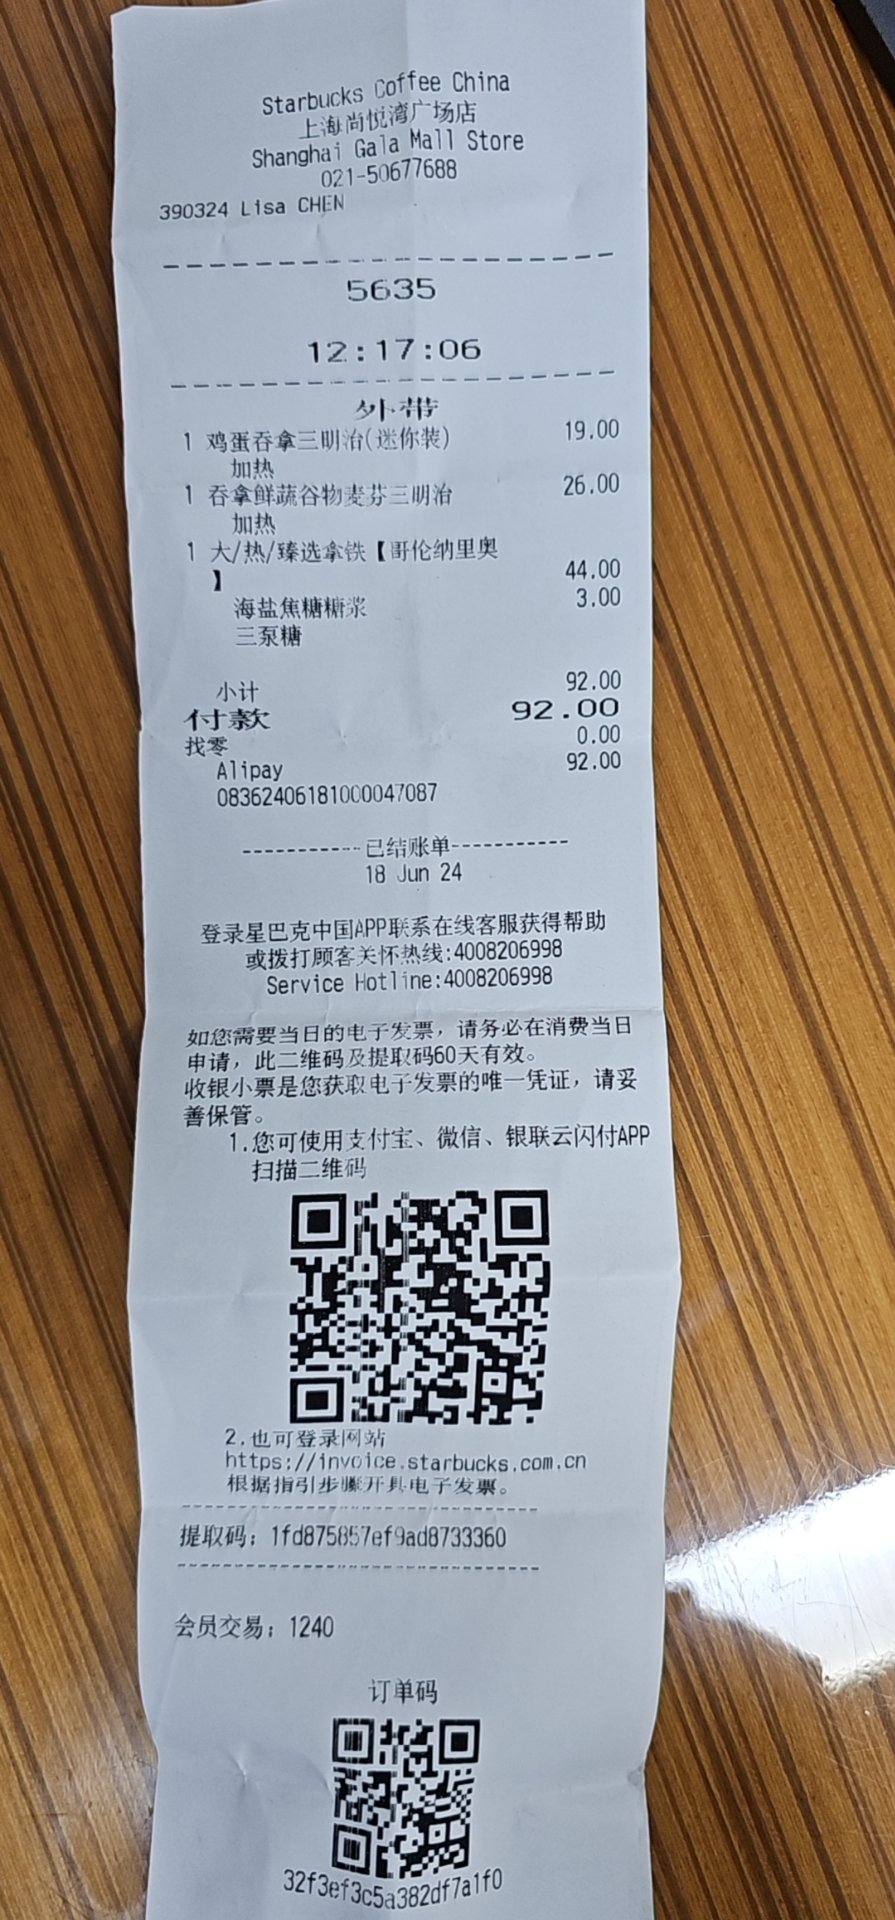 Starbucks Coffee China
上海尚悦湾广场店
Shanghai Gala Mall Store
021-50677688
390324 Lisa CHEN
5635
12:17:06
外带
1 鸡蛋吞拿三明治(迷你装) 19.00
加热
1 吞拿鲜蔬谷物麦芬三明治 26.00
加热
1 大/热/臻选拿铁【哥伦纳里奥
】 44.00
海盐焦糖糖浆 3.00
三泵糖
小计 92.00
付款 92.00
找零 0.00
Alipay 92.00
08362406181000047087
-----------已结账单-----------
18 Jun 24
登录星巴克中国APP联系在线客服获得帮助
或拨打顾客关怀热线:4008206998
Service Hotline:4008206998
如您需要当日的电子发票，请务必在消费当日
申请，此二维码及提取码60天有效。
收银小票是您获取电子发票的唯一凭证，请妥
善保管。
1.您可使用支付宝、微信、银联云闪付APP
扫描二维码
2.也可登录网站
https://invoice.starbucks.com.cn
根据指引步骤开具电子发票。
提取码：1fd875857ef9ad8733360
会员交易：1240
订单码
32f3ef3c5a382df7a1f0